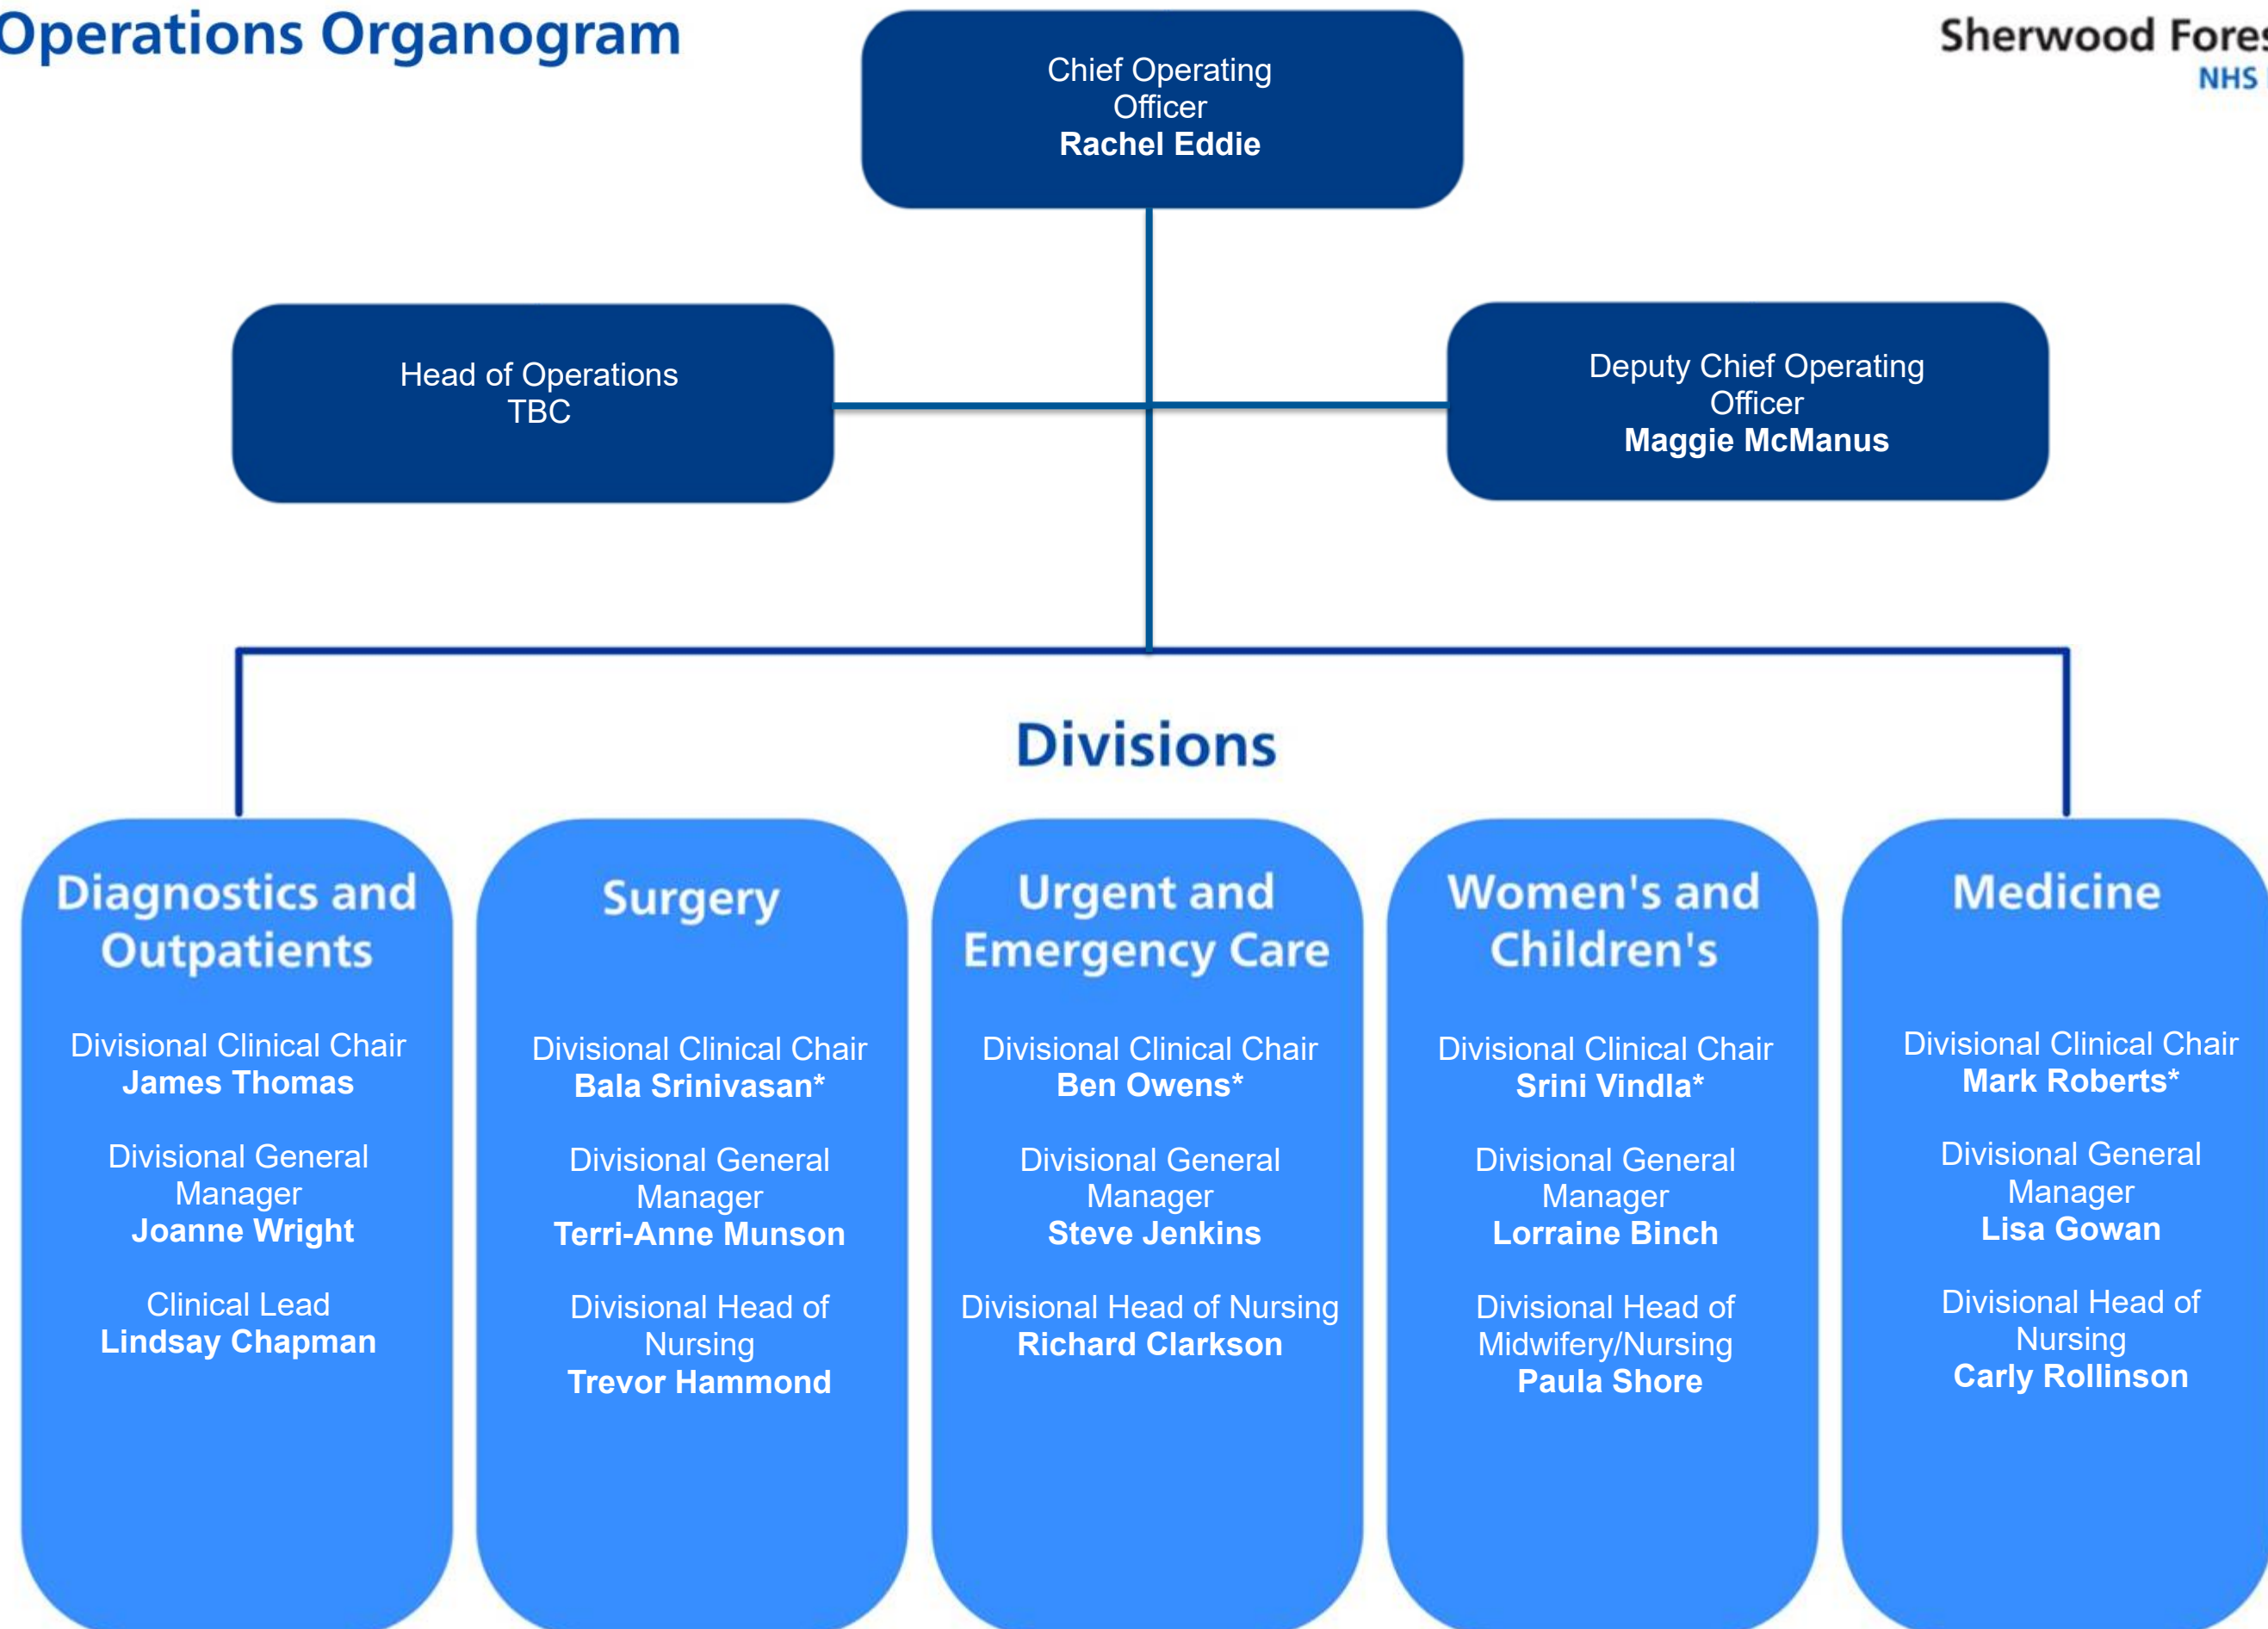 Operations Organogram
Sherwood Fores
NHS
Chief Operating
Officer
Rachel Eddie
Head of Operations
TBC
Deputy Chief Operating
Officer
Maggie McManus
Divisions
Diagnostics and
Outpatients
Divisional Clinical Chair
James Thomas
Divisional General
Manager
Joanne Wright
Clinical Lead
Lindsay Chapman
Surgery
Divisional Clinical Chair
Bala Srinivasan*
Divisional General
Manager
Terri-Anne Munson
Divisional Head of
Nursing
Trevor Hammond
Urgent and
Emergency Care
Divisional Clinical Chair
Ben Owens*
Divisional General
Manager
Steve Jenkins
Divisional Head of Nursing
Richard Clarkson
Women's and
Children's
Divisional Clinical Chair
Srini Vindla*
Divisional General
Manager
Lorraine Binch
Divisional Head of
Midwifery/Nursing
Paula Shore
Medicine
Divisional Clinical Chair
Mark Roberts*
Divisional General
Manager
Lisa Gowan
Divisional Head of
Nursing
Carly Rollinson